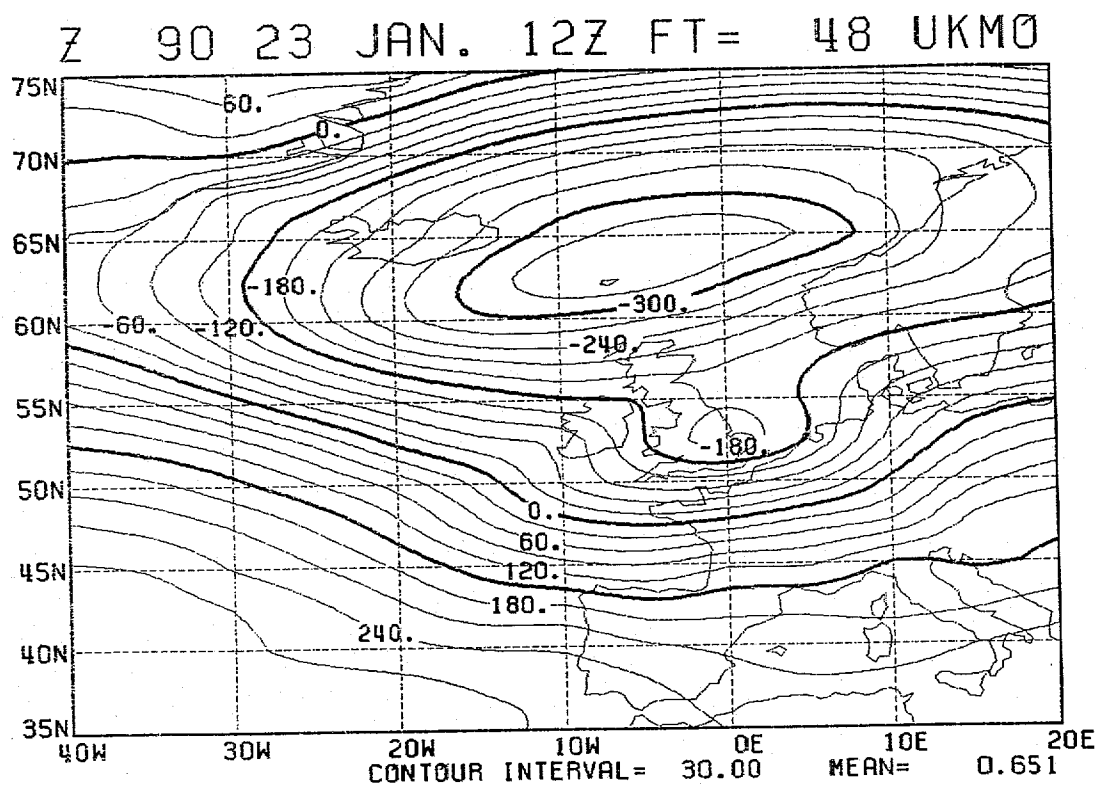 Z 90 23 JAN. 12Z FT= 48 UKMO
75N
60.
0.
70N
65N
-180.
-300.
60N
-60.
-120.
-240.
55N
-180.
50N
0.
60.
45N
120.
180.
240.
40N
35N
40W 30W 20W 10W 0E 10E 20E
CONTOUR INTERVAL= 30.00 MEAN= 0.651